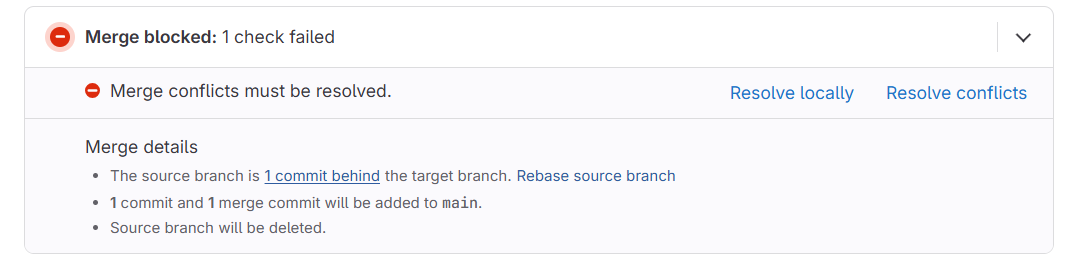 Merge blocked: 1 check failed
Merge conflicts must be resolved. Resolve locally Resolve conflicts
Merge details
The source branch is 1 commit behind the target branch. Rebase source branch
1 commit and 1 merge commit will be added to main.
Source branch will be deleted.